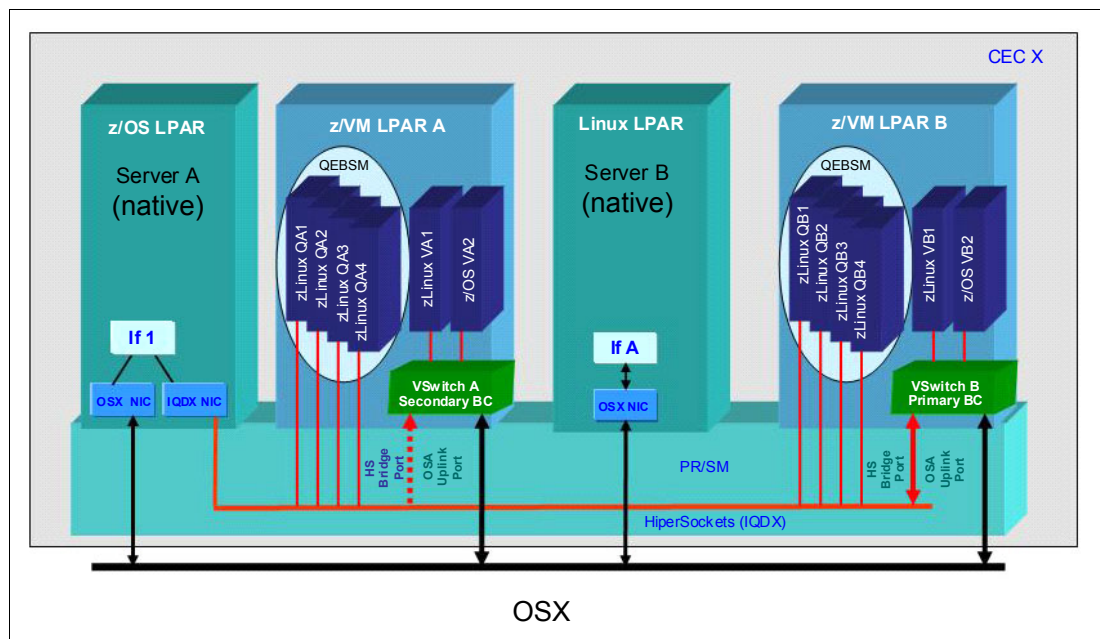 CEC X
z/OS LPAR
Server A
(native)
If 1
OSX NIC
IQDX NIC
z/VM LPAR A
QEBSM
zLinux QA1
zLinux QA2
zLinux QA3
zLinux QA4
zLinux VA1
z/OS VA2
VSwitch A
Secondary BC
HS
Bridge
Port
OSA
Uplink
Port
Linux LPAR
Server B
(native)
If A
OSX NIC
z/VM LPAR B
QEBSM
zLinux QB1
zLinux QB2
zLinux QB3
zLinux QB4
zLinux VB1
z/OS VB2
VSwitch B
Primary BC
HS
Bridge
Port
OSA
Uplink
Port
PR/SM
HiperSockets (IQDX)
OSX